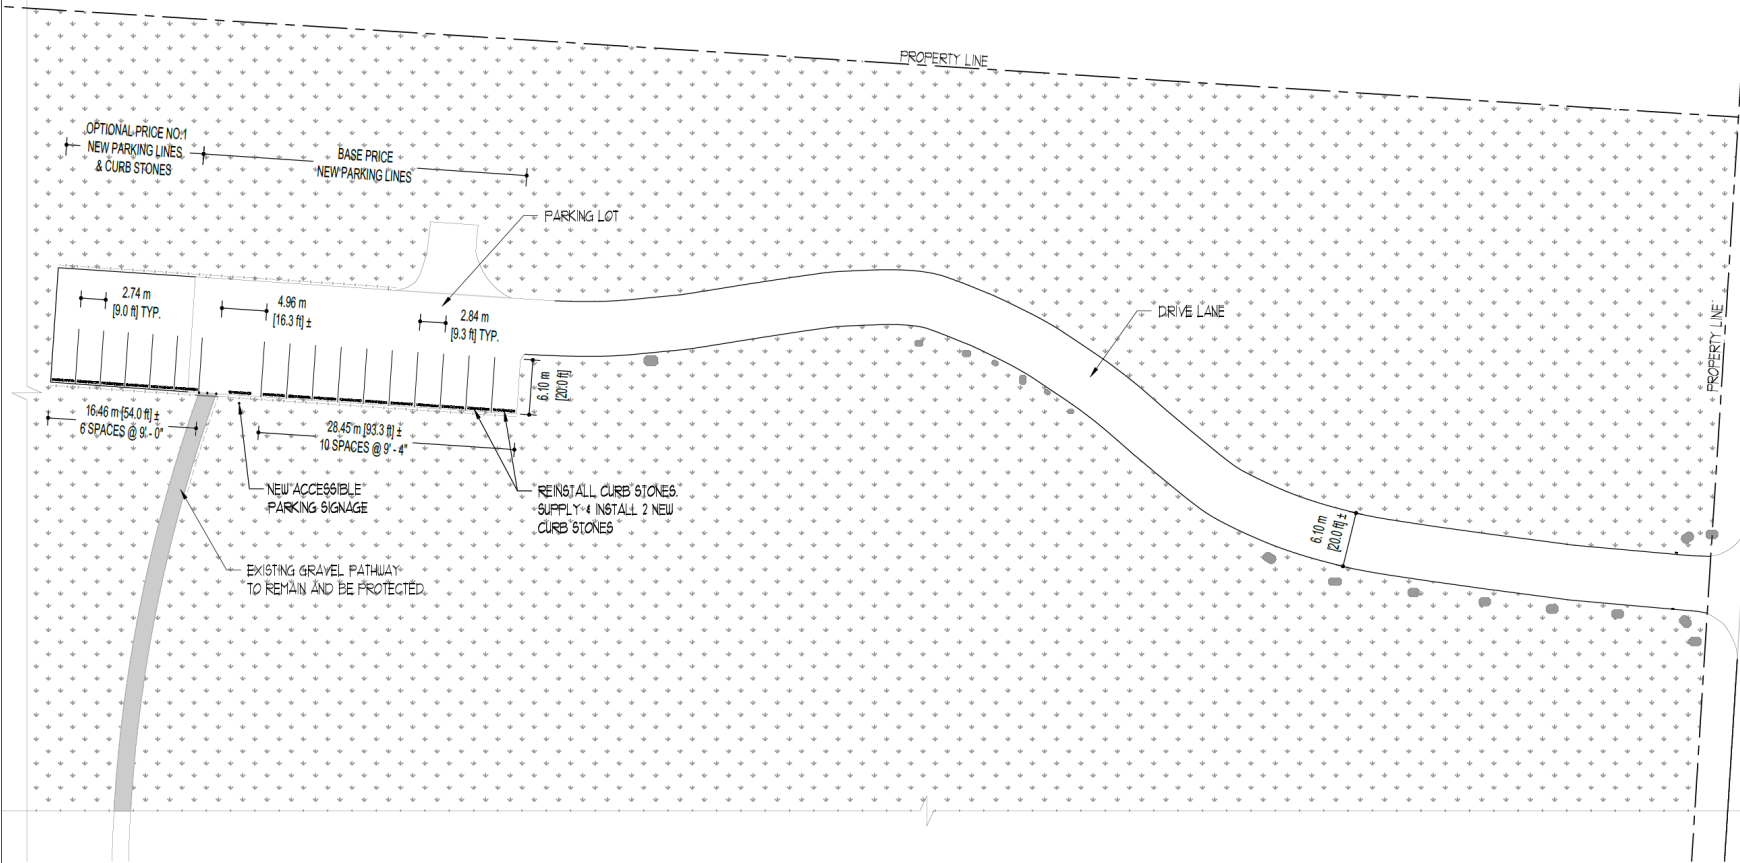 PROPERTY LINE
OPTIONAL PRICE NO.1
NEW PARKING LINES
& CURB STONES
BASE PRICE
NEW PARKING LINES
PARKING LOT
2.74 m
[9.0 ft] TYP.
4.96 m
[16.3 ft] ±
2.84 m
[9.3 ft] TYP.
DRIVE LANE
PROPERTY LINE
6.10 m
[20.0 ft]
16.46 m [54.0 ft] ±
6 SPACES @ 9' - 0"
28.45 m [93.3 ft] ±
10 SPACES @ 9' - 4"
NEW ACCESSIBLE
PARKING SIGNAGE
REINSTALL CURB STONES.
SUPPLY & INSTALL 2 NEW
CURB STONES
6.10 m
[20.0 ft] ±
EXISTING GRAVEL PATHWAY
TO REMAIN AND BE PROTECTED